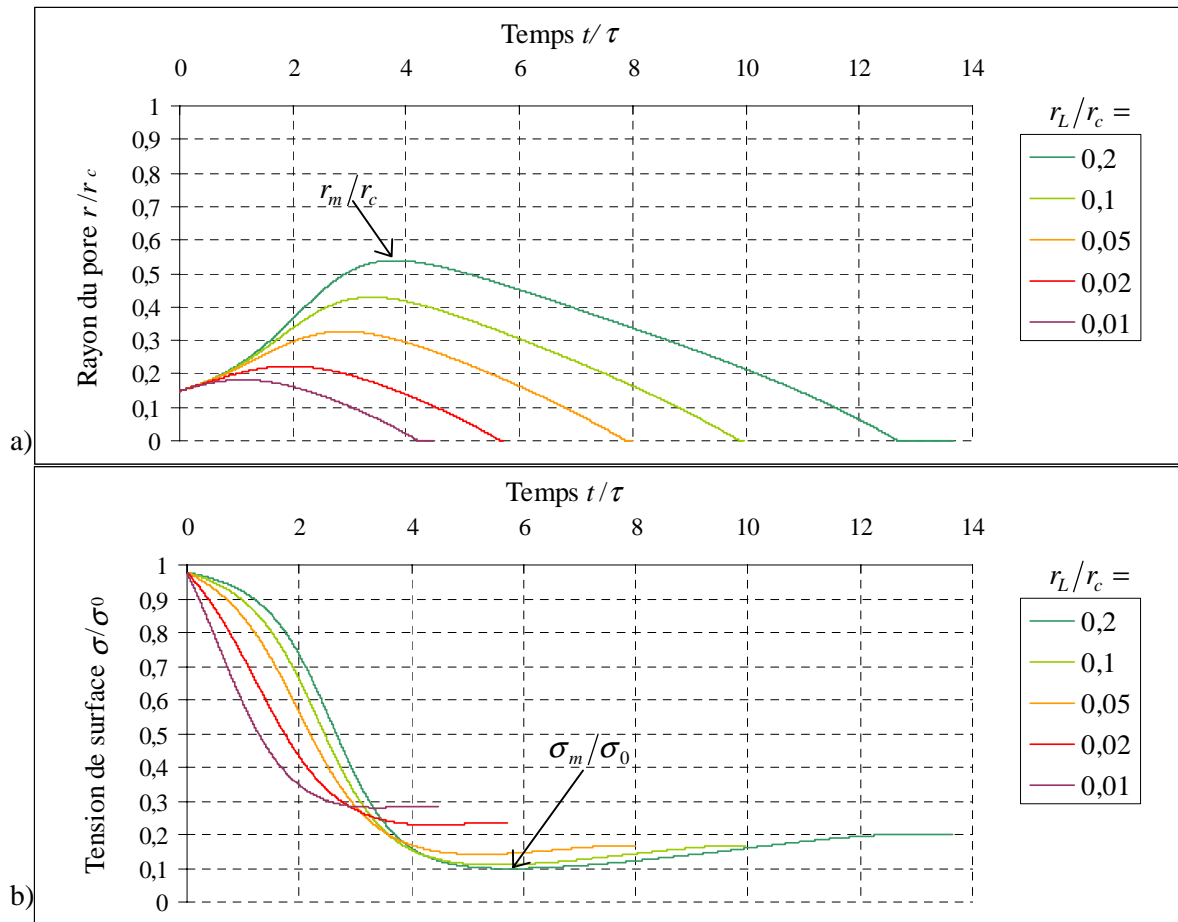 Temps t/τ
0 2 4 6 8 10 12 14
1
0,9
0,8
0,7
0,6
0,5
0,4
0,3
0,2
0,1
0
Rayon du pore r/r c
r_m/r_c
r_L/r_c =
0,2
0,1
0,05
0,02
0,01
a)
Temps t/τ
0 2 4 6 8 10 12 14
1
0,9
0,8
0,7
0,6
0,5
0,4
0,3
0,2
0,1
0
Tension de surface σ/σ⁰
σ_m/σ_0
r_L/r_c =
0,2
0,1
0,05
0,02
0,01
b)